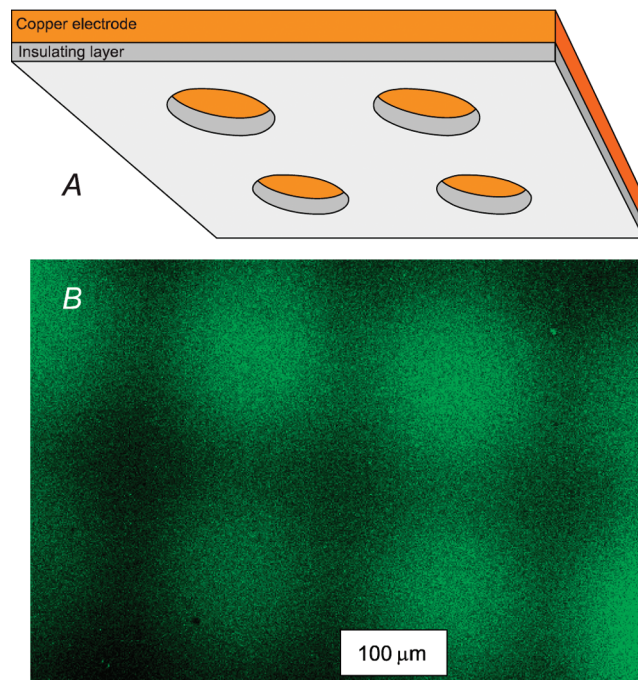 Copper electrode
Insulating layer
A
B
100 μm